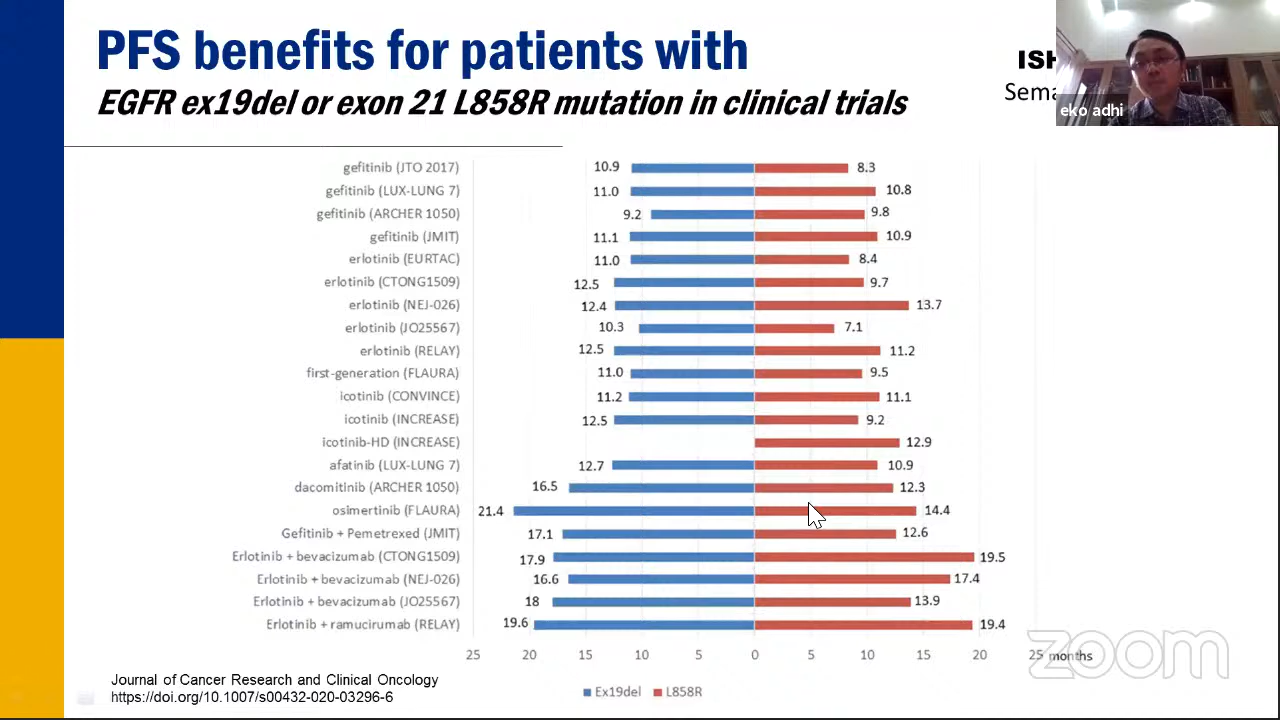 PFS benefits for patients with
EGFR ex19del or exon 21 L858R mutation in clinical trials
ISH
Sema
eko adhi
gefitinib (JTO 2017) 10.9 8.3
gefitinib (LUX-LUNG 7) 11.0 10.8
gefitinib (ARCHER 1050) 9.2 9.8
gefitinib (JMIT) 11.1 10.9
erlotinib (EURTAC) 11.0 8.4
erlotinib (CTONG1509) 12.5 9.7
erlotinib (NEJ-026) 12.4 13.7
erlotinib (JO25567) 10.3 7.1
erlotinib (RELAY) 12.5 11.2
first-generation (FLAURA) 11.0 9.5
icotinib (CONVINCE) 11.2 11.1
icotinib (INCREASE) 12.5 9.2
icotinib-HD (INCREASE) 12.9
afatinib (LUX-LUNG 7) 12.7 10.9
dacomitinib (ARCHER 1050) 16.5 12.3
osimertinib (FLAURA) 21.4 14.4
Gefitinib + Pemetrexed (JMIT) 17.1 12.6
Erlotinib + bevacizumab (CTONG1509) 17.9 19.5
Erlotinib + bevacizumab (NEJ-026) 16.6 17.4
Erlotinib + bevacizumab (JO25567) 18 13.9
Erlotinib + ramucirumab (RELAY) 19.6 19.4
25 20 15 10 5 0 5 10 15 20 25 months
zoom
Ex19del L858R
Journal of Cancer Research and Clinical Oncology
https://doi.org/10.1007/s00432-020-03296-6